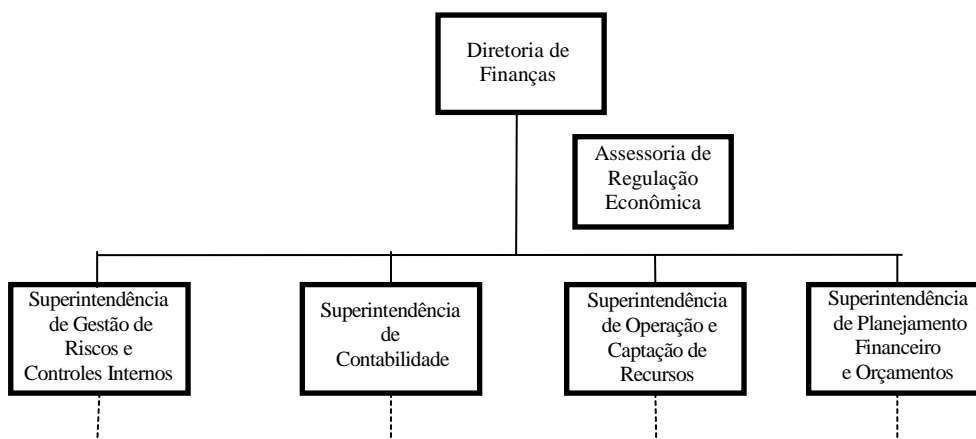 Diretoria de
Finanças
Assessoria de
Regulação
Econômica
Superintendência
de Gestão de
Riscos e
Controles Internos
Superintendência
de
Contabilidade
Superintendência
de Operação e
Captação de
Recursos
Superintendência
de Planejamento
Financeiro
e Orçamentos